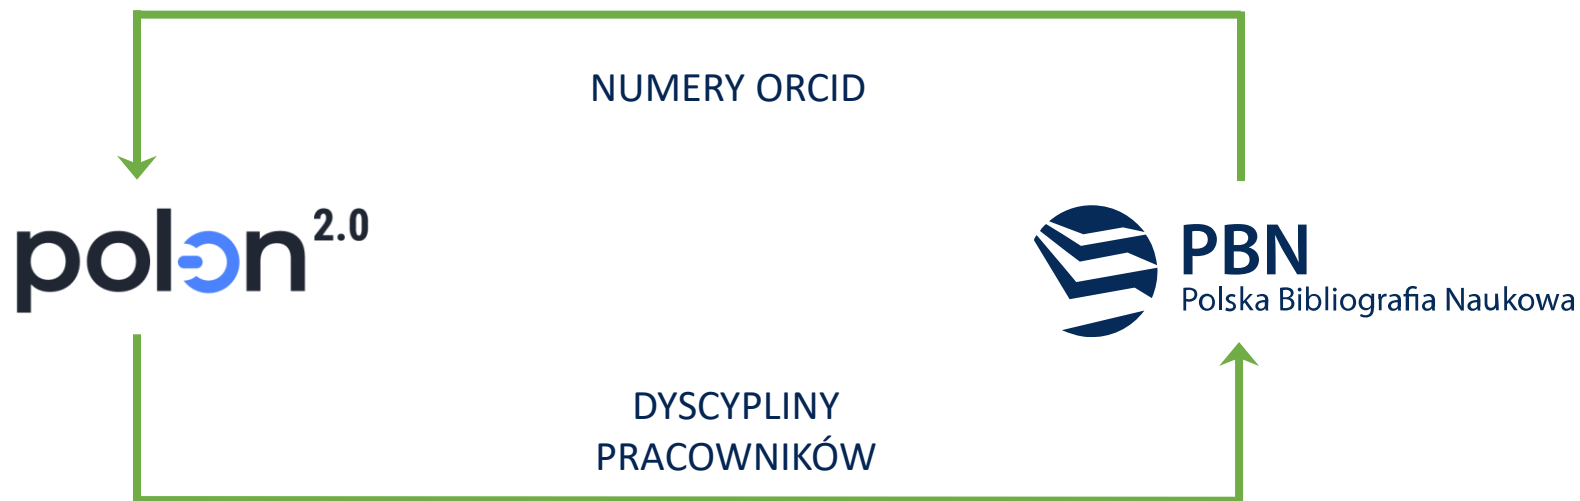 NUMERY ORCID
polon 2.0
PBN
Polska Bibliografia Naukowa
DYSCYPLINY
PRACOWNIKÓW